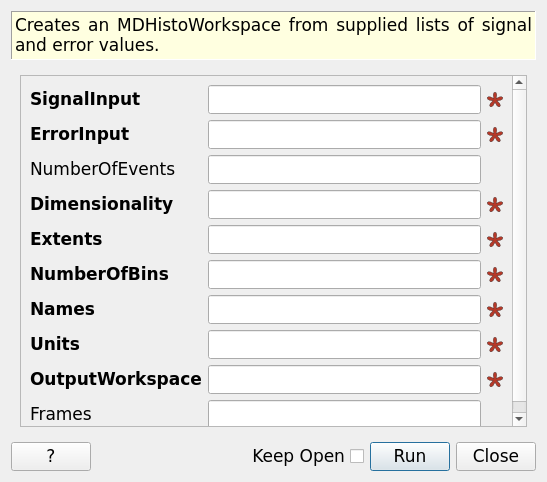 Creates an MDHistoWorkspace from supplied lists of signal
and error values.
SignalInput
ErrorInput
NumberOfEvents
Dimensionality
Extents
NumberOfBins
Names
Units
OutputWorkspace
Frames
? Keep Open Run Close